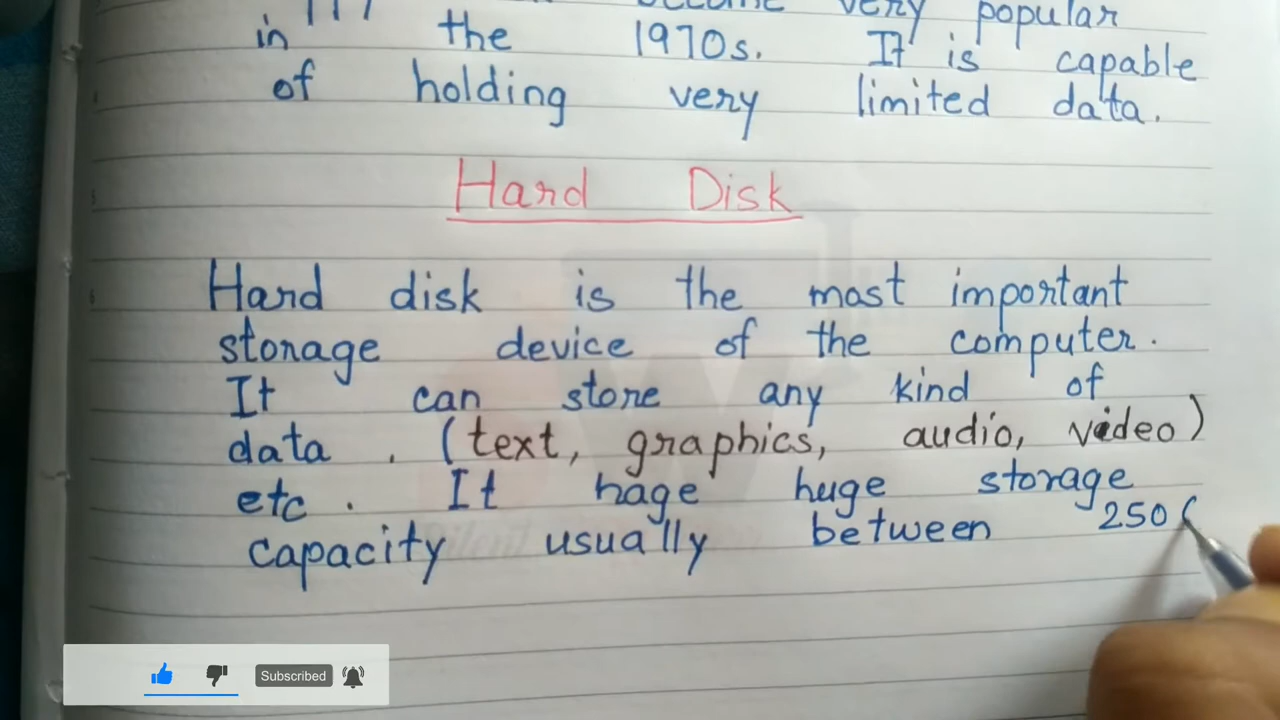 very popular
in the 1970s. It is capable
of holding very limited data.
Hard Disk
Hard disk is the most important
storage device of the computer.
It can store any kind of
data . (text, graphics, audio, video)
etc . It hage huge storage
capacity usually between 250
Subscribed